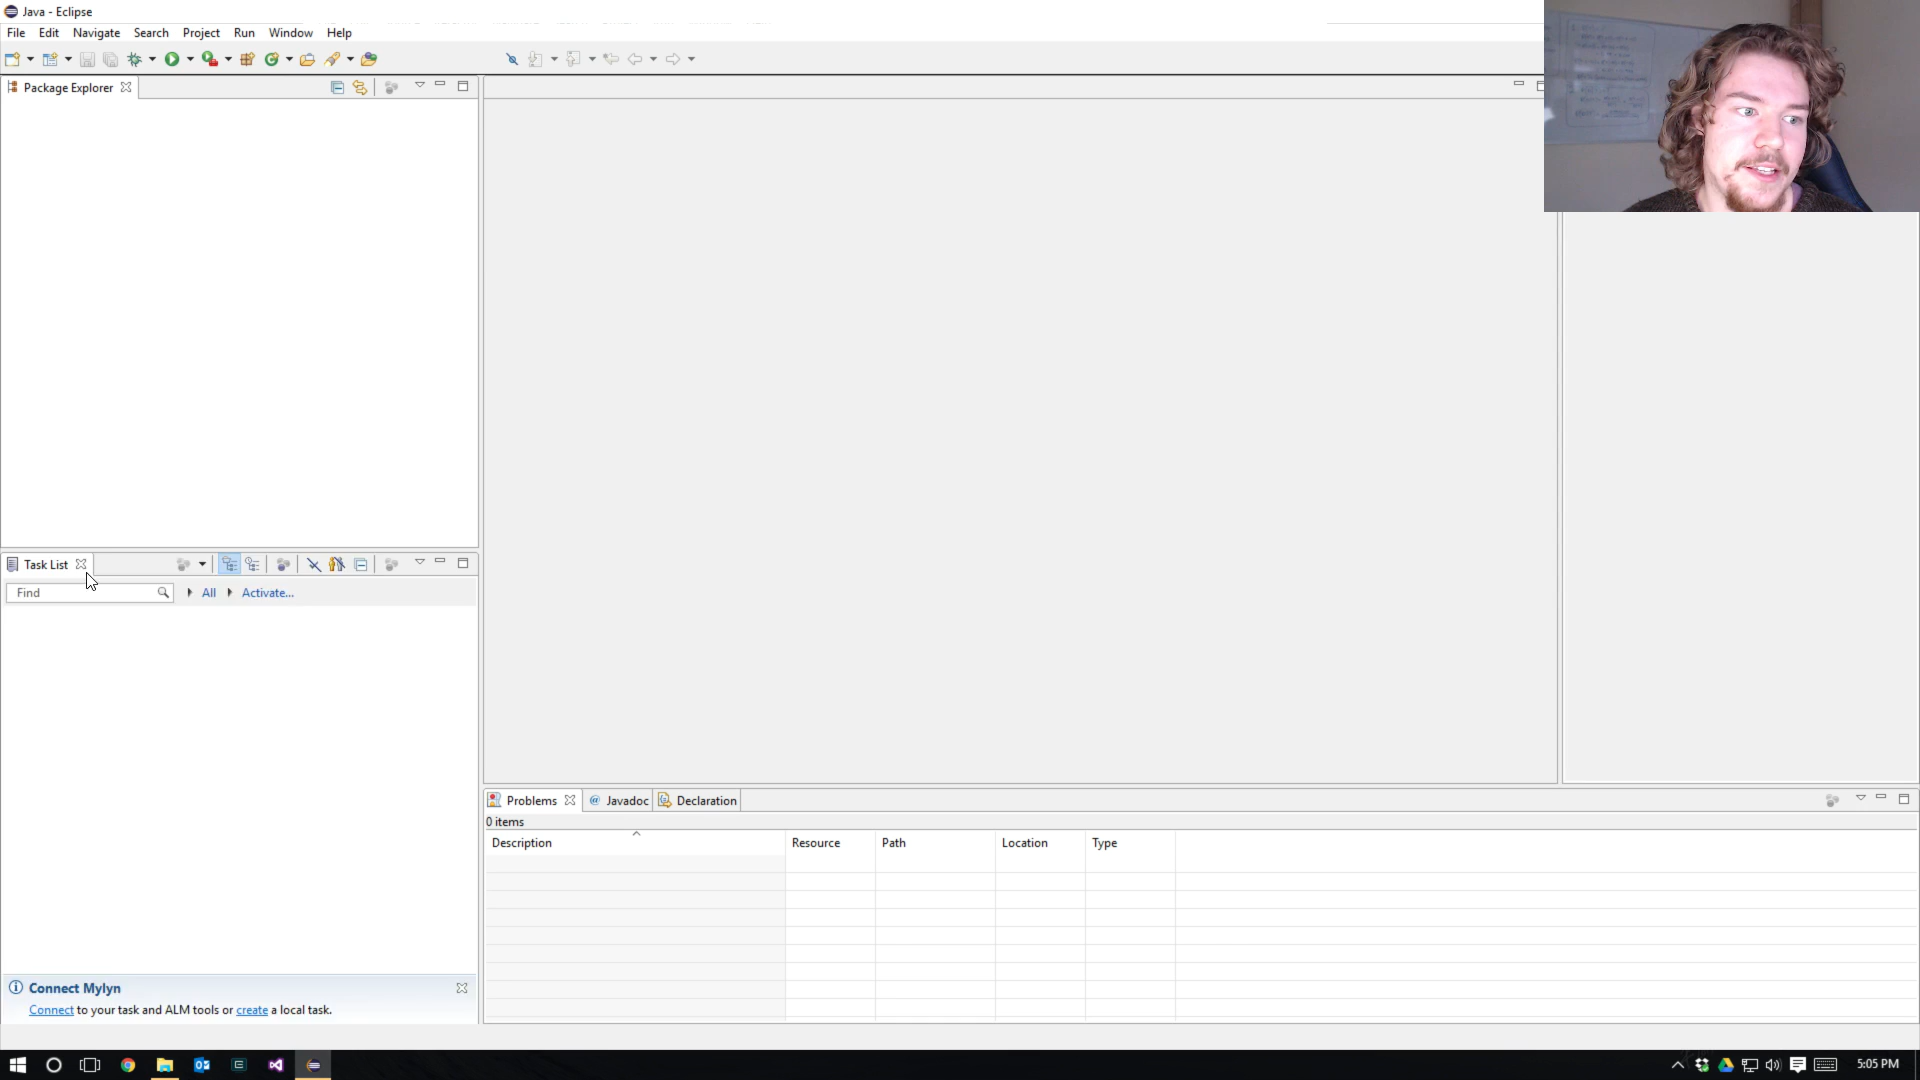 Java - Eclipse
File Edit Navigate Search Project Run Window Help
Package Explorer
Task List
Find All Activate...
Connect Mylyn
Connect to your task and ALM tools or create a local task.
Problems @ Javadoc Declaration
0 items
Description Resource Path Location Type
5:05 PM